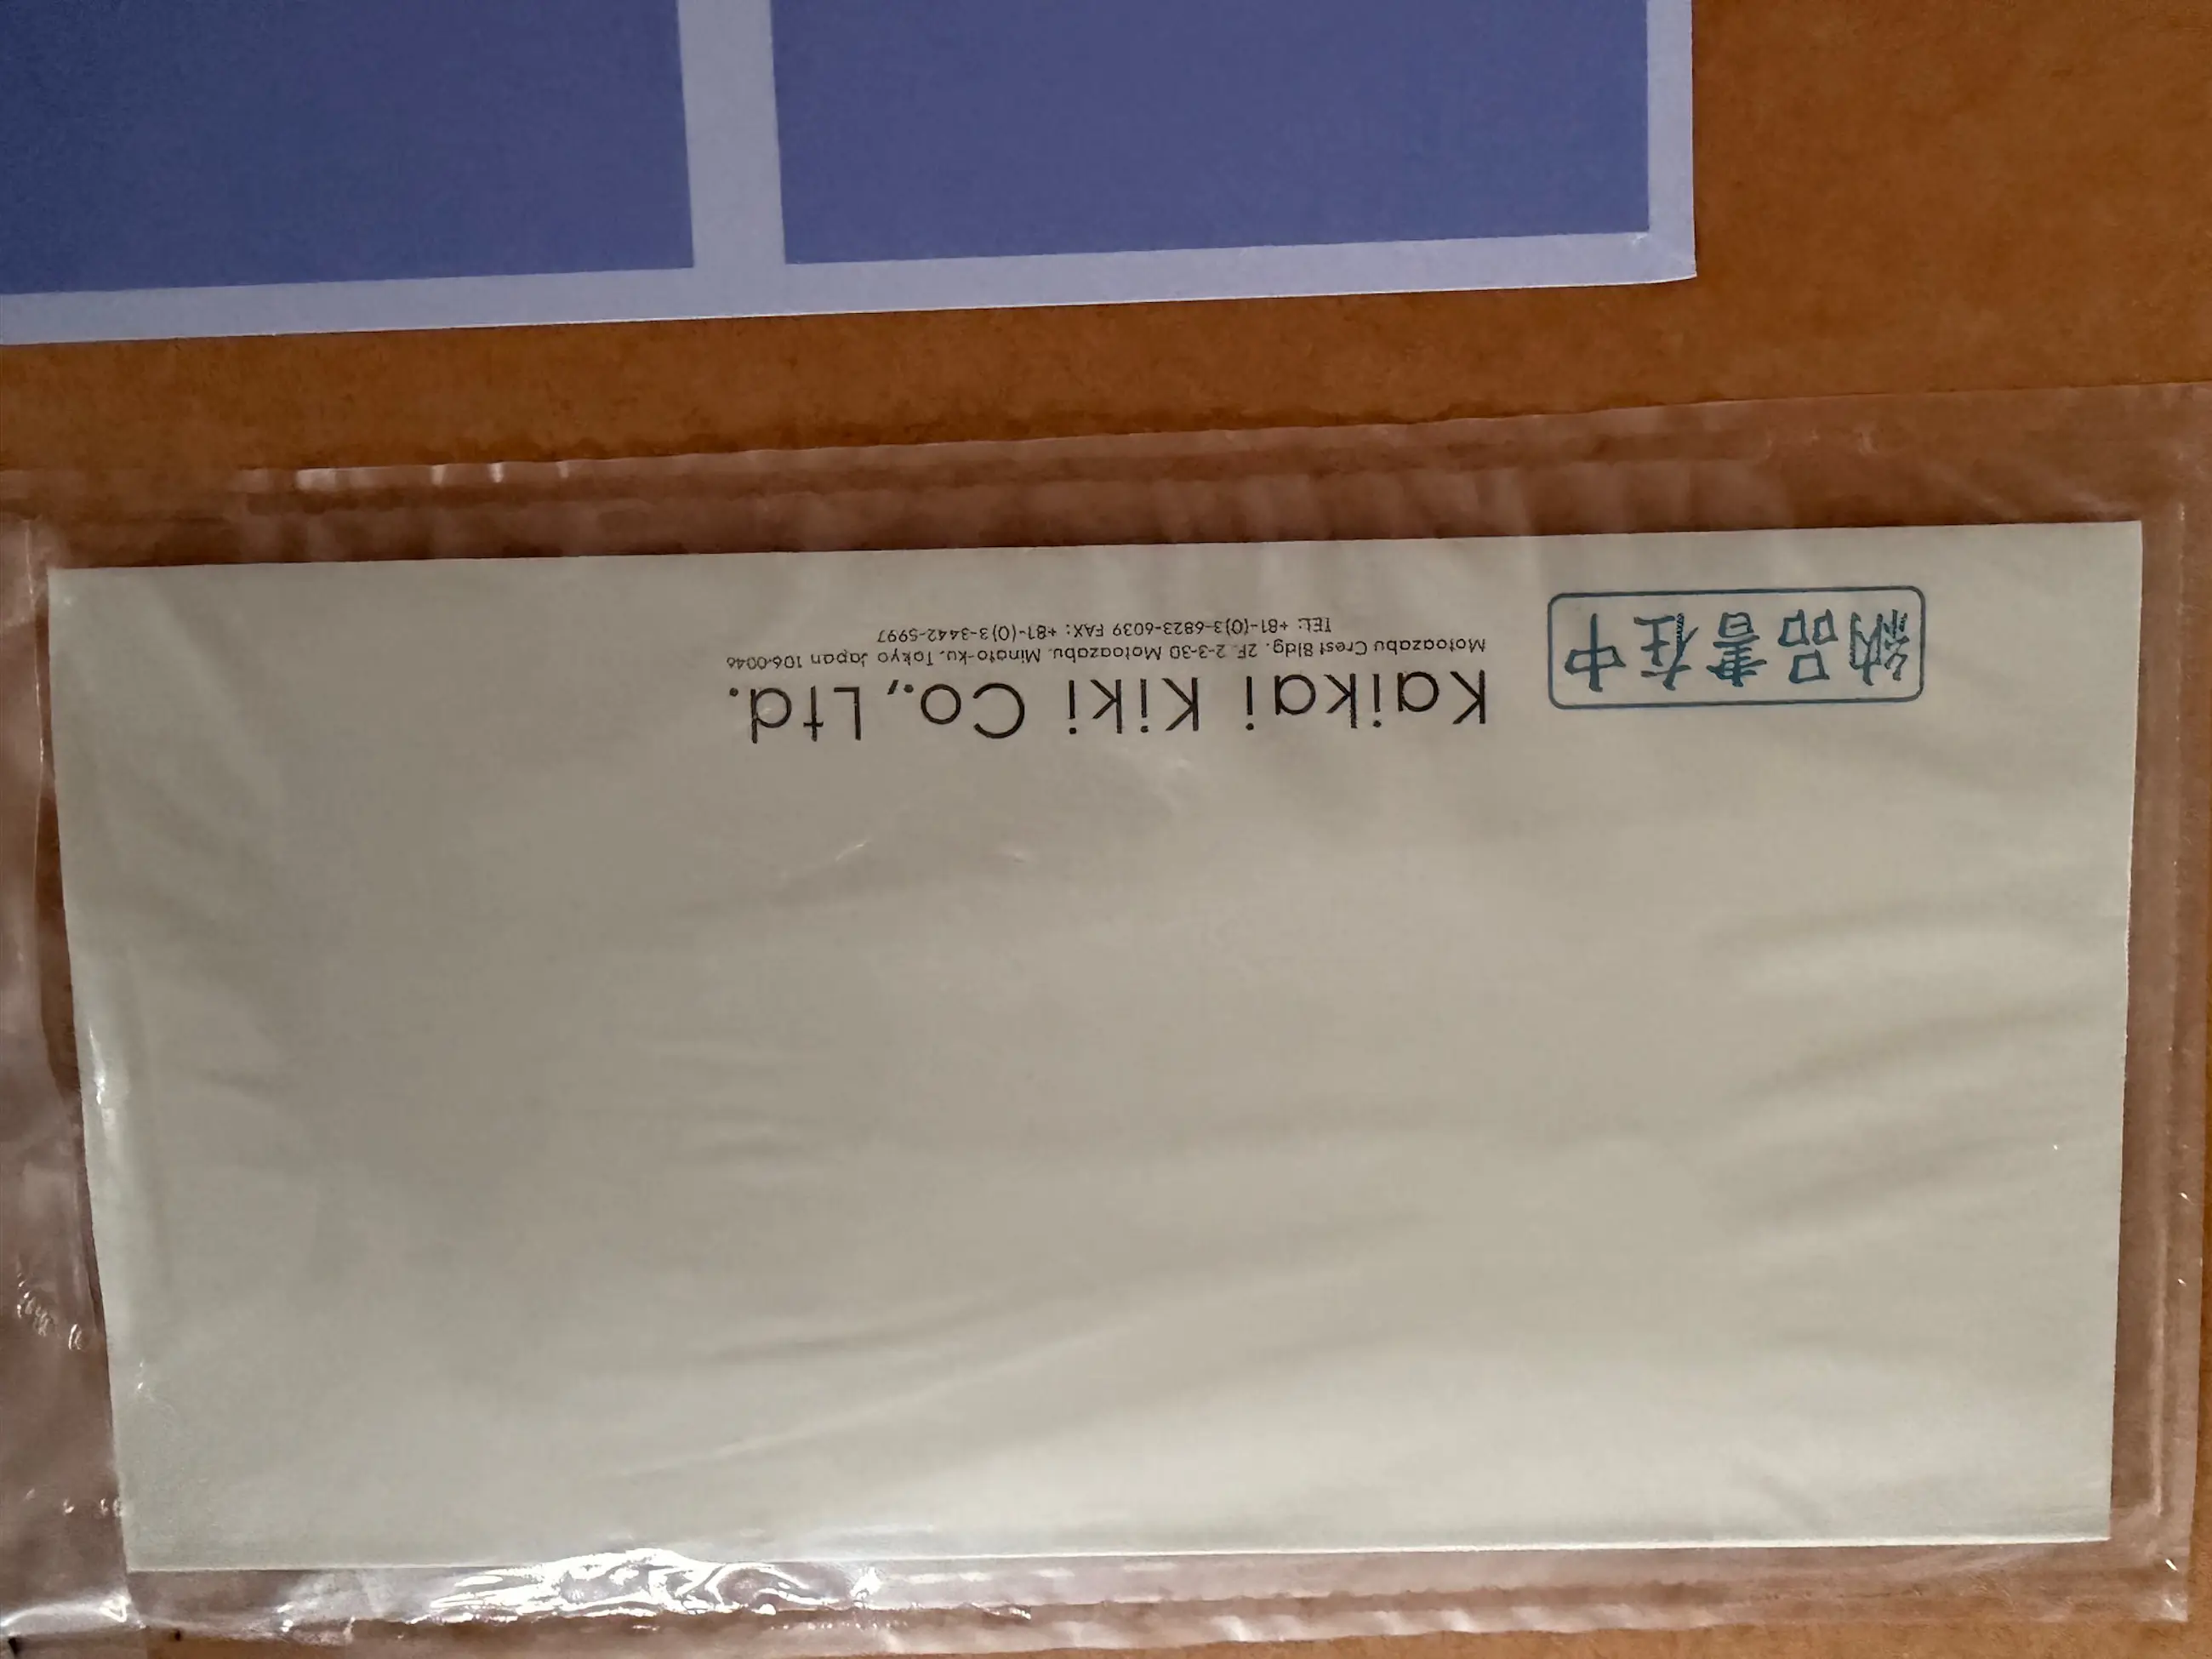 納品書在中
Kaikai Kiki Co., Ltd.
Motoazabu Crest Bldg. 2F 2-3-30 Motoazabu. Minato-ku. Tokyo Japan 106-0046
TEL: +81-(0)3-6823-6039 FAX: +81-(0)3-3442-5997